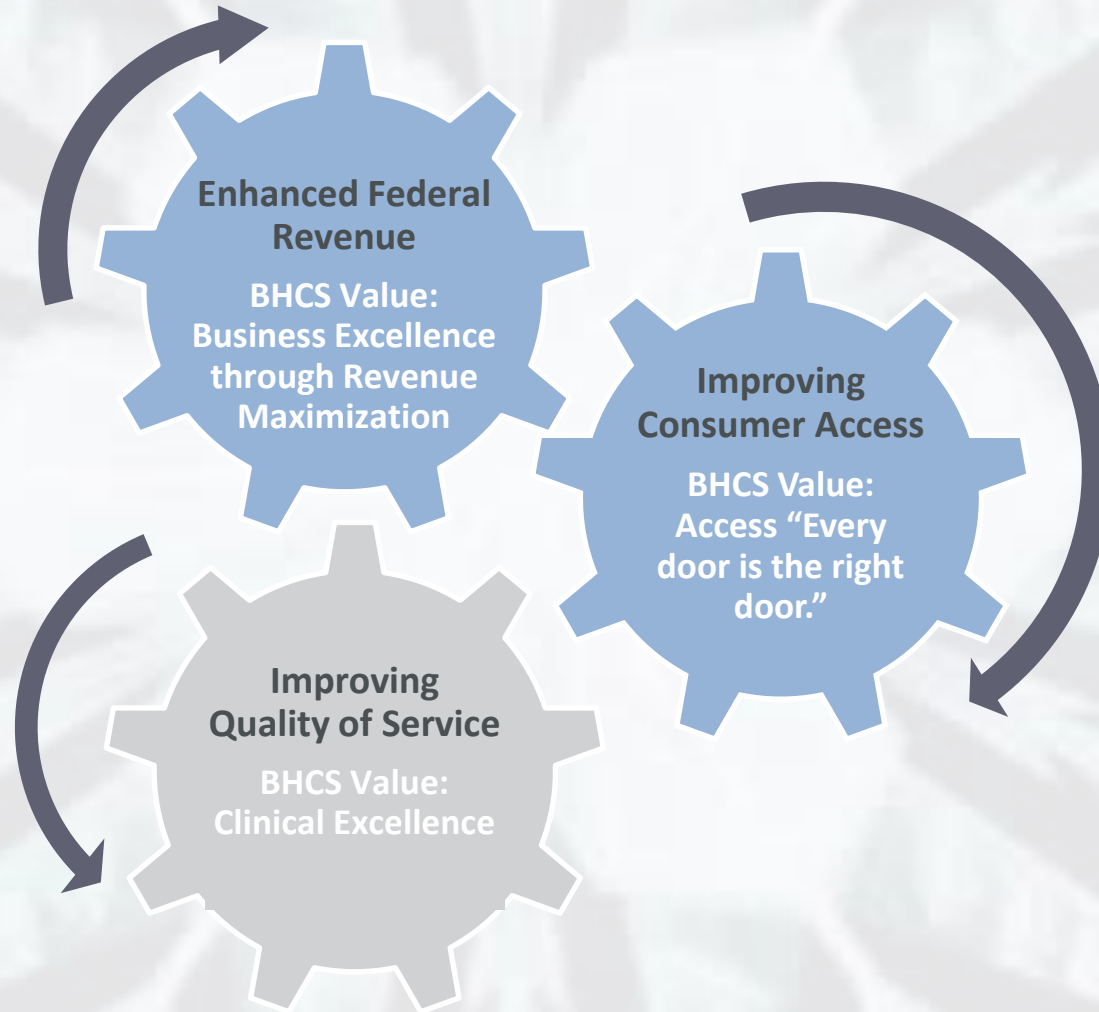 Enhanced Federal
Revenue
BHCS Value:
Business Excellence
through Revenue
Maximization
Improving
Consumer Access
BHCS Value:
Access “Every
door is the right
door.”
Improving
Quality of Service
BHCS Value:
Clinical Excellence